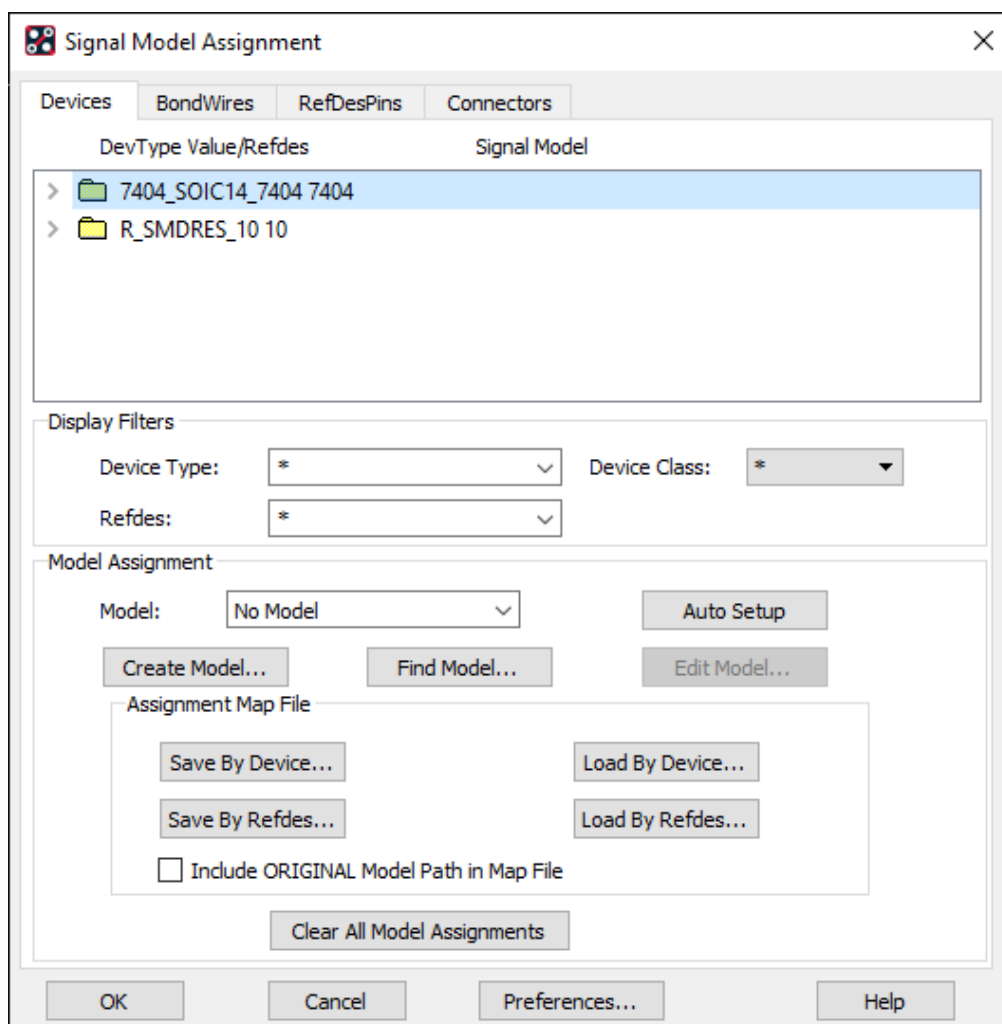 Signal Model Assignment
Devices BondWires RefDesPins Connectors
DevType Value/Refdes Signal Model
7404_SOIC14_7404 7404
R_SMDRES_10 10
Display Filters
Device Type: * Device Class: *
Refdes: *
Model Assignment
Model: No Model Auto Setup
Create Model... Find Model... Edit Model...
Assignment Map File
Save By Device... Load By Device...
Save By Refdes... Load By Refdes...
Include ORIGINAL Model Path in Map File
Clear All Model Assignments
OK Cancel Preferences... Help